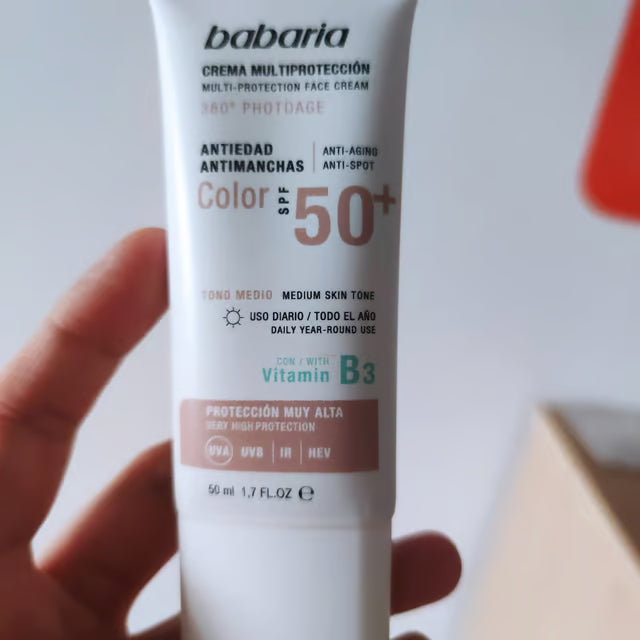 babaria
CREMA MULTIPROTECCIÓN
MULTI-PROTECTION FACE CREAM
360° PHOTOAGE
ANTIEDAD
ANTIMANCHAS
ANTI-AGING
ANTI-SPOT
Color SPF 50+
TONO MEDIO MEDIUM SKIN TONE
USO DIARIO / TODO EL AÑO
DAILY YEAR-ROUND USE
CON / WITH
Vitamin B3
PROTECCIÓN MUY ALTA
VERY HIGH PROTECTION
UVA UVB IR HEV
50 ml 1,7 FL.OZ ℮